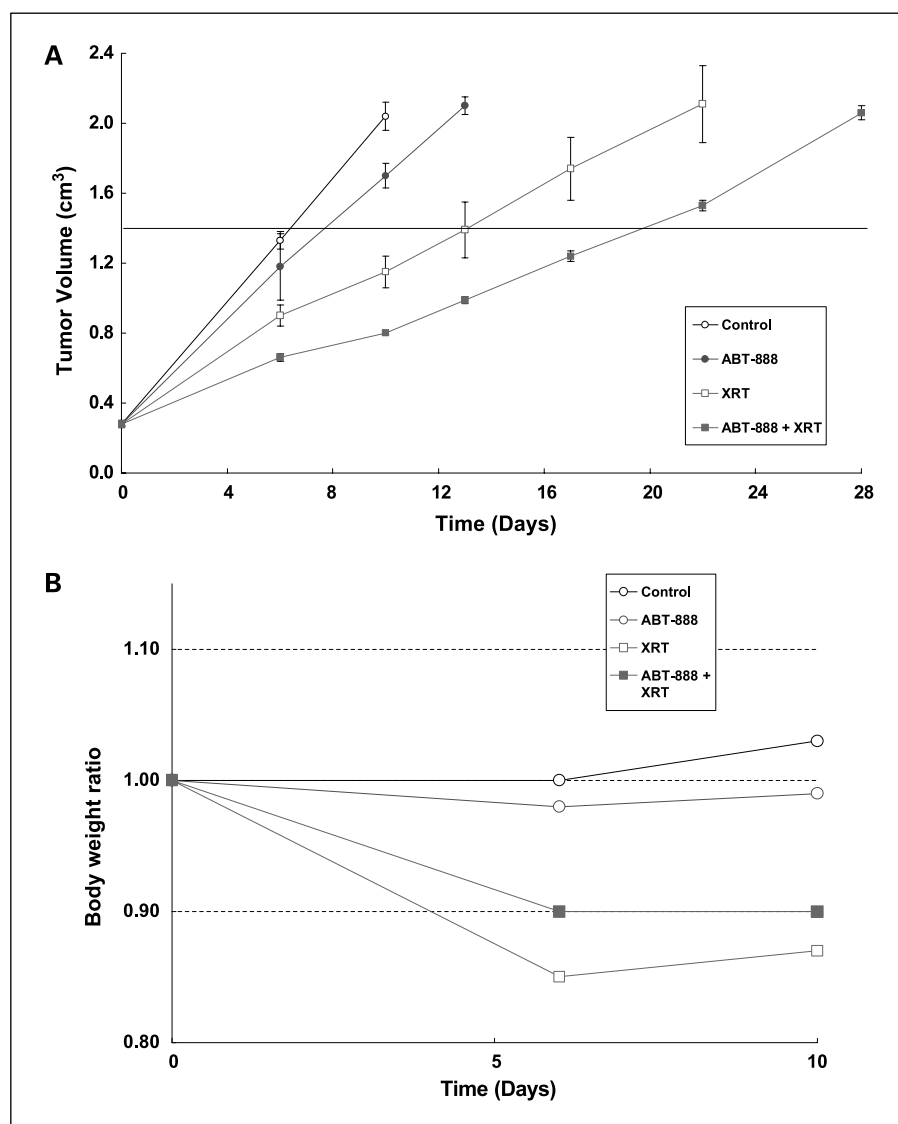 A
Tumor Volume (cm³)
2.4
2.0
1.6
1.2
0.8
0.4
0.0
Control
ABT-888
XRT
ABT-888 + XRT
0 4 8 12 16 20 24 28
Time (Days)
B
Body weight ratio
1.10
1.00
0.90
0.80
Control
ABT-888
XRT
ABT-888 +
XRT
0 5 10
Time (Days)